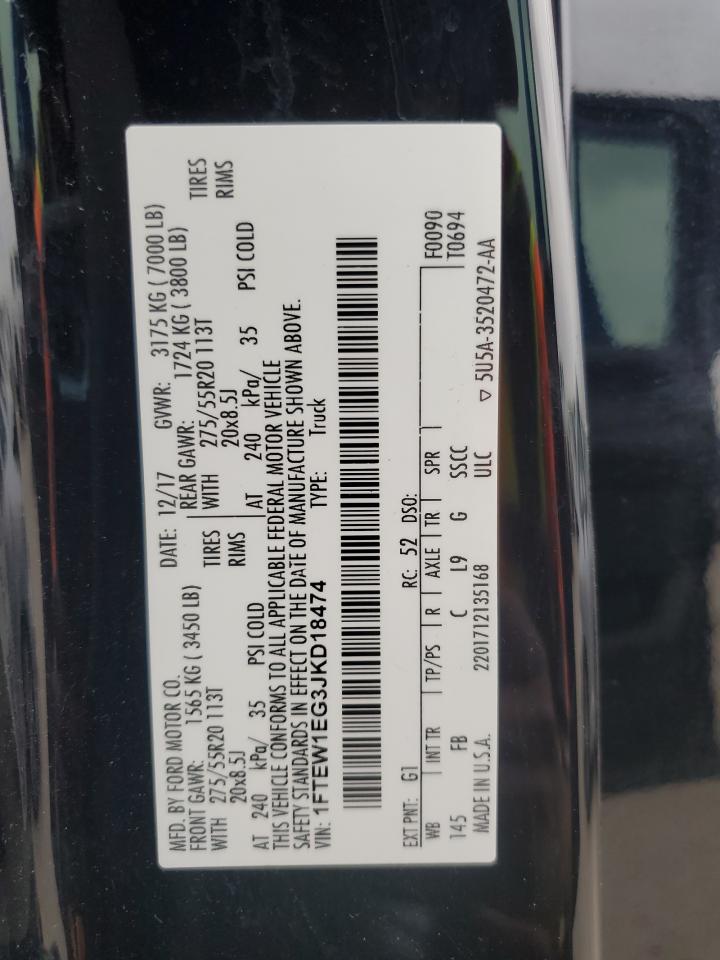 MFD. BY FORD MOTOR CO. DATE: 12/17 GVWR: 3175 KG ( 7000 LB)
FRONT GAWR: 1565 KG ( 3450 LB) REAR GAWR: 1724 KG ( 3800 LB)
WITH 275/55R20 113T TIRES WITH 275/55R20 113T TIRES
20x8.5J RIMS 20x8.5J RIMS
AT 240 kPa/ 35 PSI COLD AT 240 kPa/ 35 PSI COLD
THIS VEHICLE CONFORMS TO ALL APPLICABLE FEDERAL MOTOR VEHICLE
SAFETY STANDARDS IN EFFECT ON THE DATE OF MANUFACTURE SHOWN ABOVE.
VIN: 1FTEW1EG3JKD18474 TYPE: Truck
EXT PNT: G1 RC: 52 DSO: F0090
WB INT TR TP/PS R AXLE TR SPR T0694
145 FB C L9 G SSCC
MADE IN U.S.A. 2201712135168 ULC ▽ 5U5A-3520472-AA